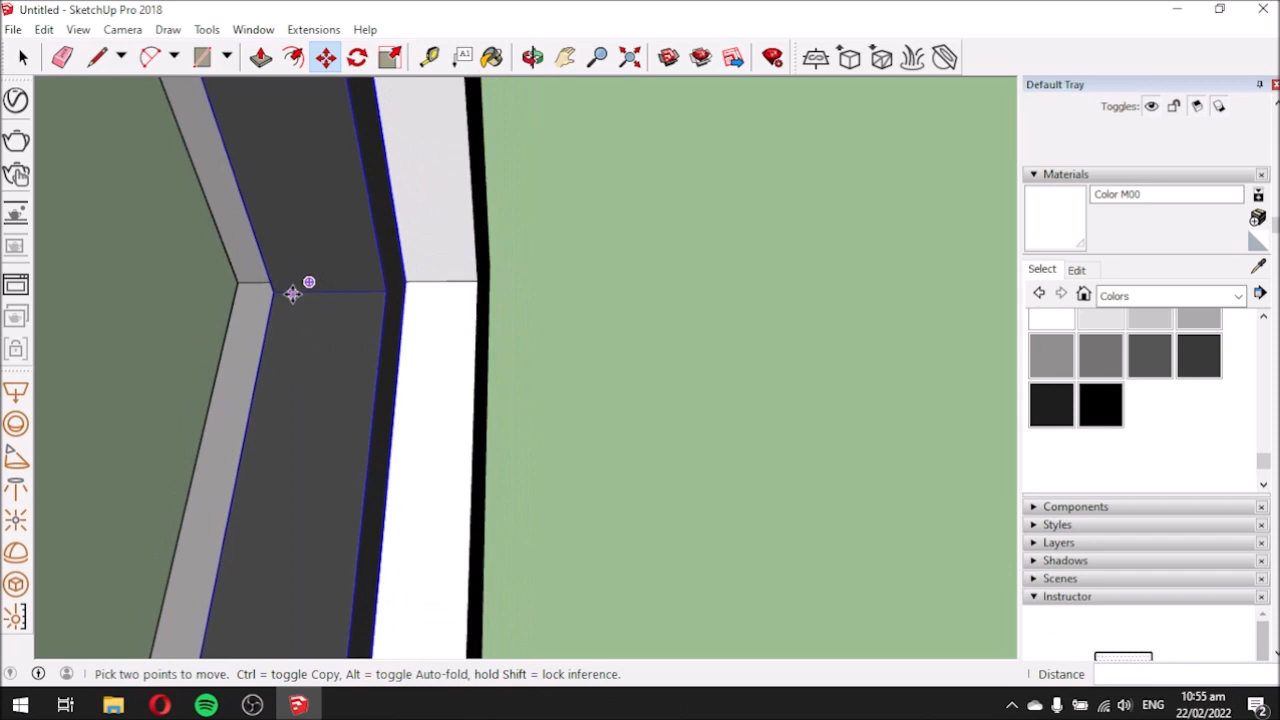 Untitled - SketchUp Pro 2018
File Edit View Camera Draw Tools Window Extensions Help
A1
Default Tray
Toggles:
Materials
Color M00
Select Edit
Colors
Components
Styles
Layers
Shadows
Scenes
Instructor
Pick two points to move. Ctrl = toggle Copy, Alt = toggle Auto-fold, hold Shift = lock inference.
Distance
ENG
10:55 am
22/02/2022
2